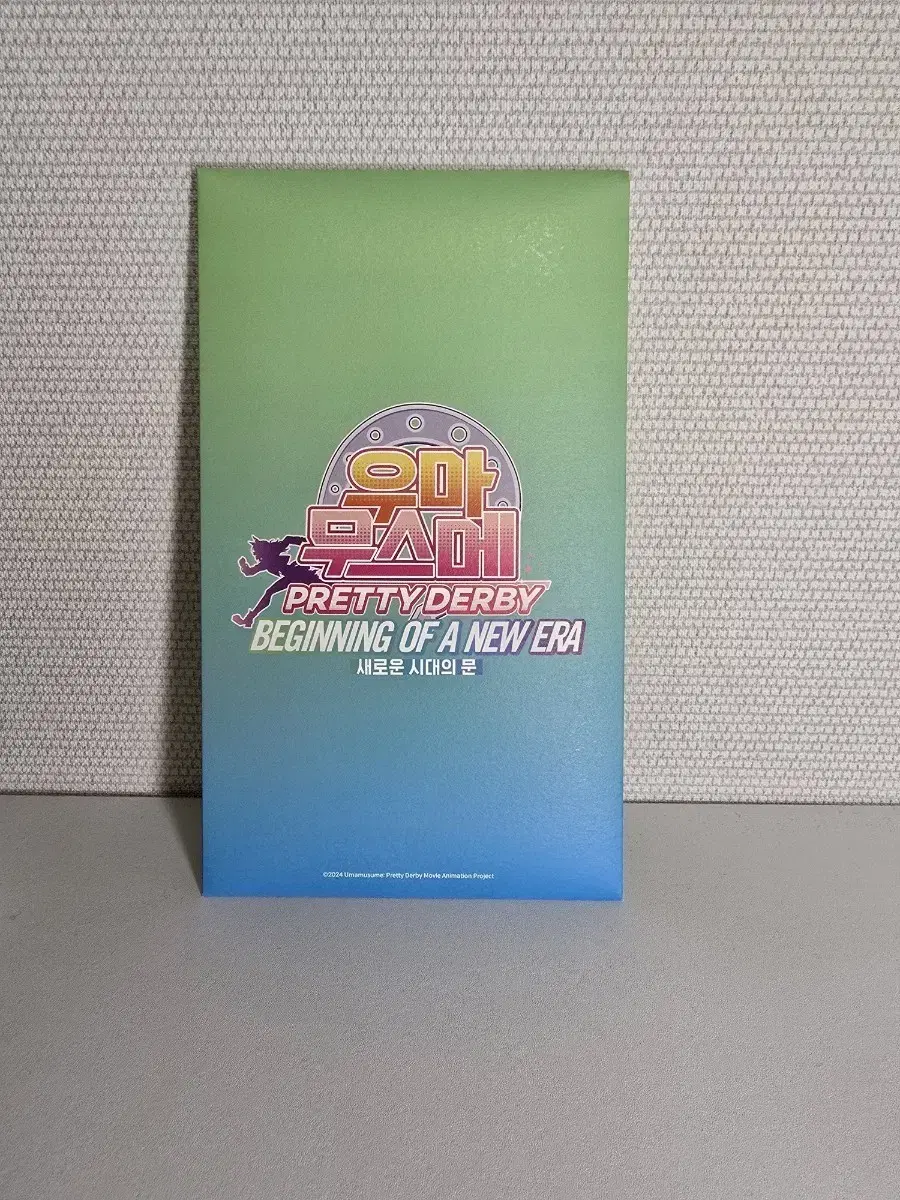 우마
무스메
PRETTY DERBY
BEGINNING OF A NEW ERA
새로운 시대의 문
©2024 Umamusume: Pretty Derby Movie Animation Project